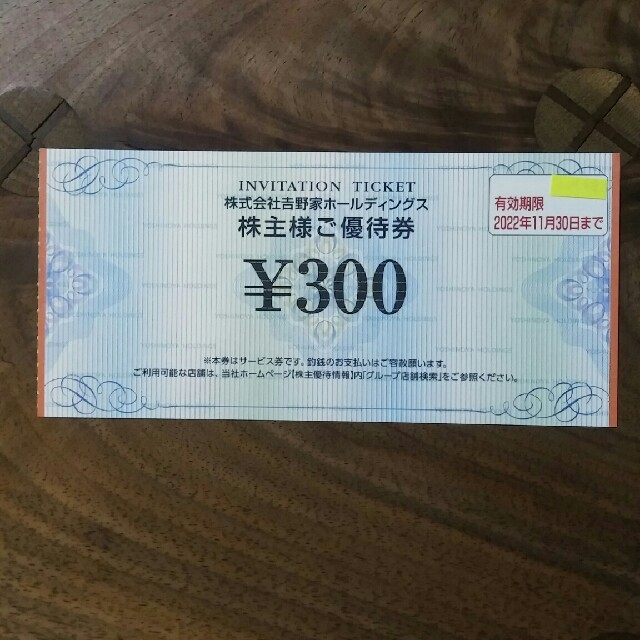 INVITATION TICKET
株式会社吉野家ホールディングス
株主様ご優待券
¥300
有効期限
2022年11月30日まで
※本券はサービス券です。釣銭のお支払いはご容赦願います。
ご利用可能な店舗は、当社ホームページ【株主優待情報】内「グループ店舗検索」をご参照ください。